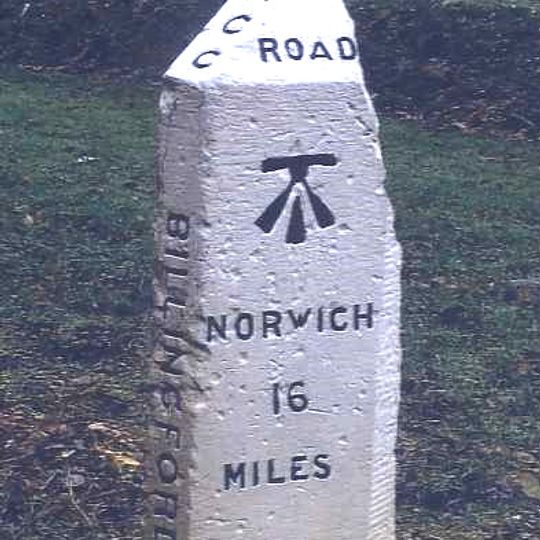 C C
ROAD
NORWICH
16
MILES
BILLINGFORD